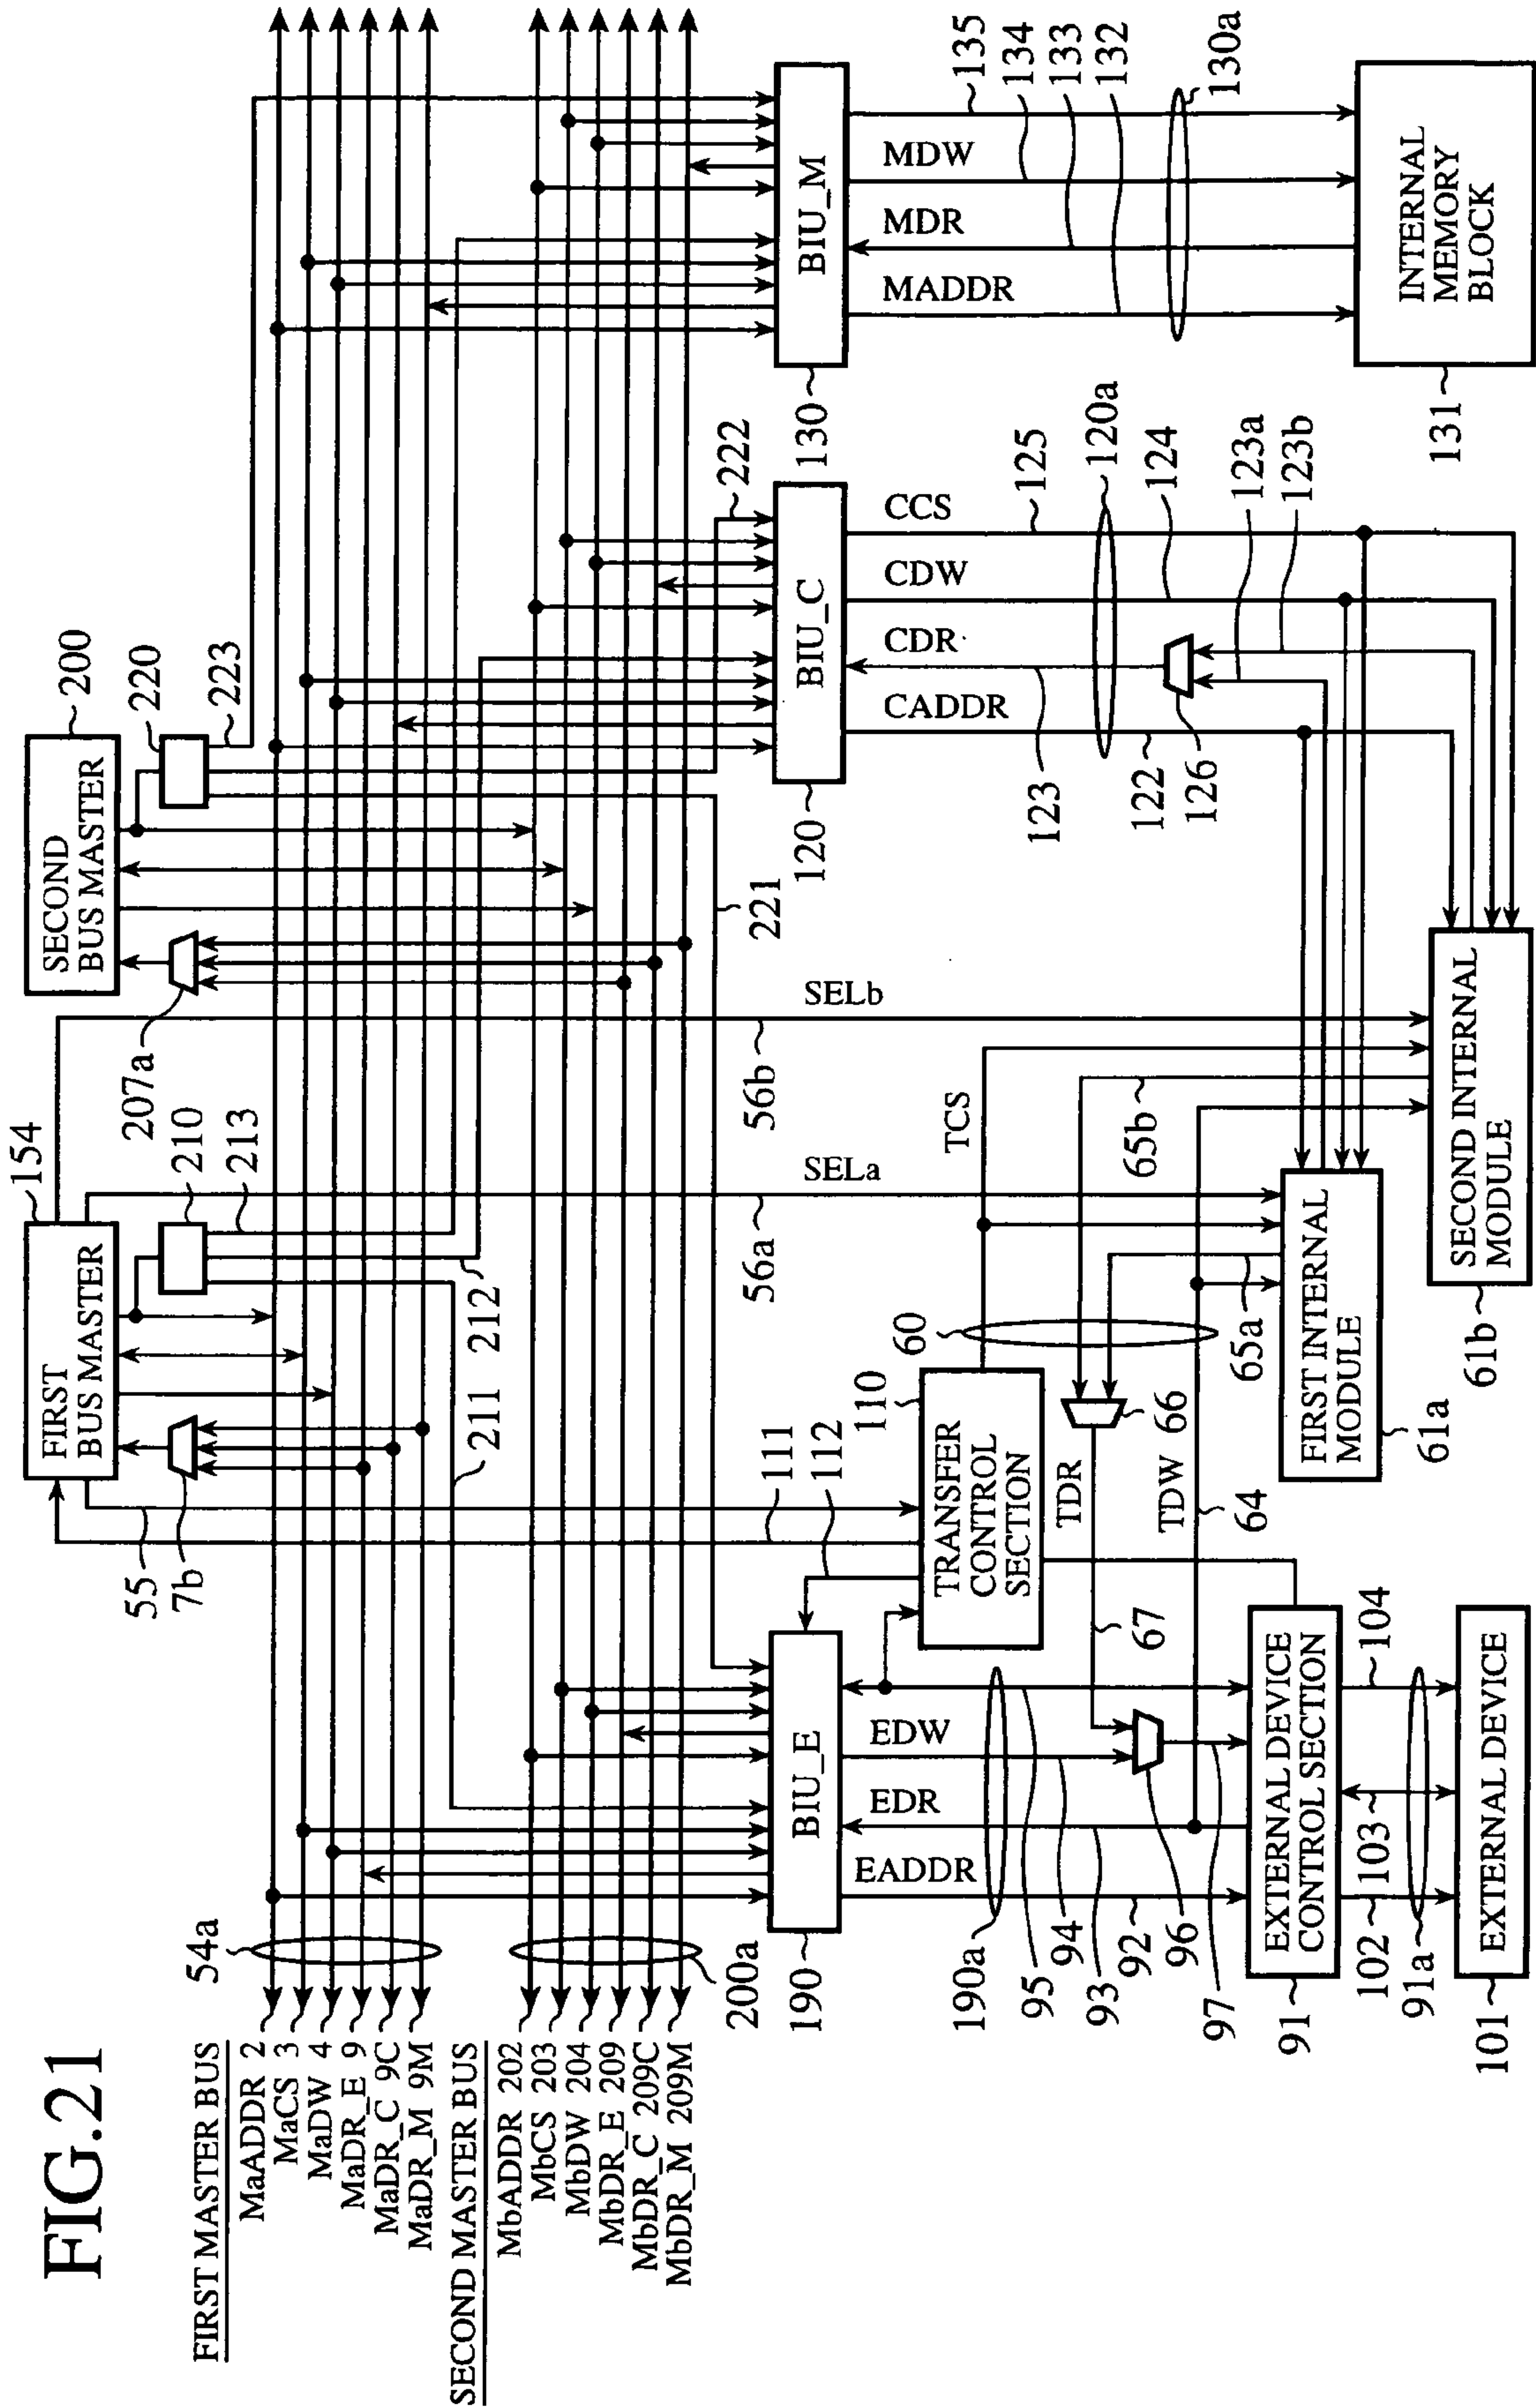 FIG.21
FIRST MASTER BUS
MaADDR 2
MaCS 3
MaDW 4
MaDR_E 9
MaDR_C 9C
MaDR_M 9M
SECOND MASTER BUS
MbADDR 202
MbCS 203
MbDW 204
MbDR_E 209
MbDR_C 209C
MbDR_M 209M
54a
200a
FIRST
BUS MASTER
154
55
7b
210
213
211
212
SECOND
BUS MASTER
200
207a
220
223
221
222
111
112
56a
SELa
56b
SELb
BIU_E
190
EADDR
EDR
EDW
190a
95
94
92
93
96
97
67
TRANSFER
CONTROL
SECTION
110
60
TCS
TDR
66
TDW
64
65a
65b
EXTERNAL DEVICE
CONTROL SECTION
91
102
103
91a
104
EXTERNAL DEVICE
101
FIRST INTERNAL
MODULE
61a
SECOND INTERNAL
MODULE
61b
BIU_C
120
CADDR
CDR
CDW
CCS
123
122
126
120a
125
124
123a
123b
BIU_M
130
MADDR
MDR
MDW
135
134
133
132
130a
INTERNAL
MEMORY
BLOCK
131